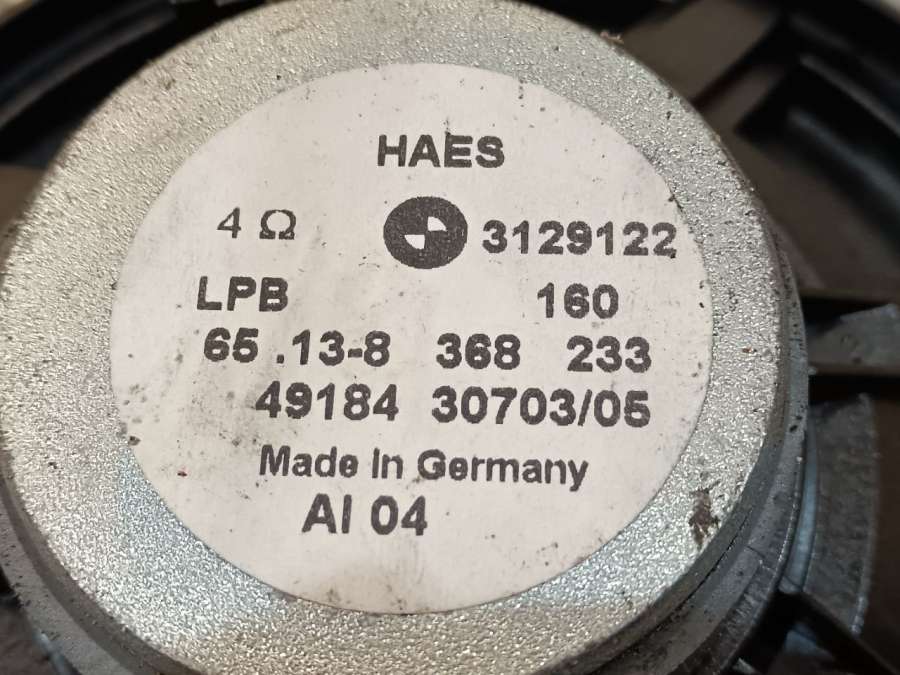 HAES
4 Ω 3129122
LPB 160
65 .13-8 368 233
49184 30703/05
Made In Germany
AI 04